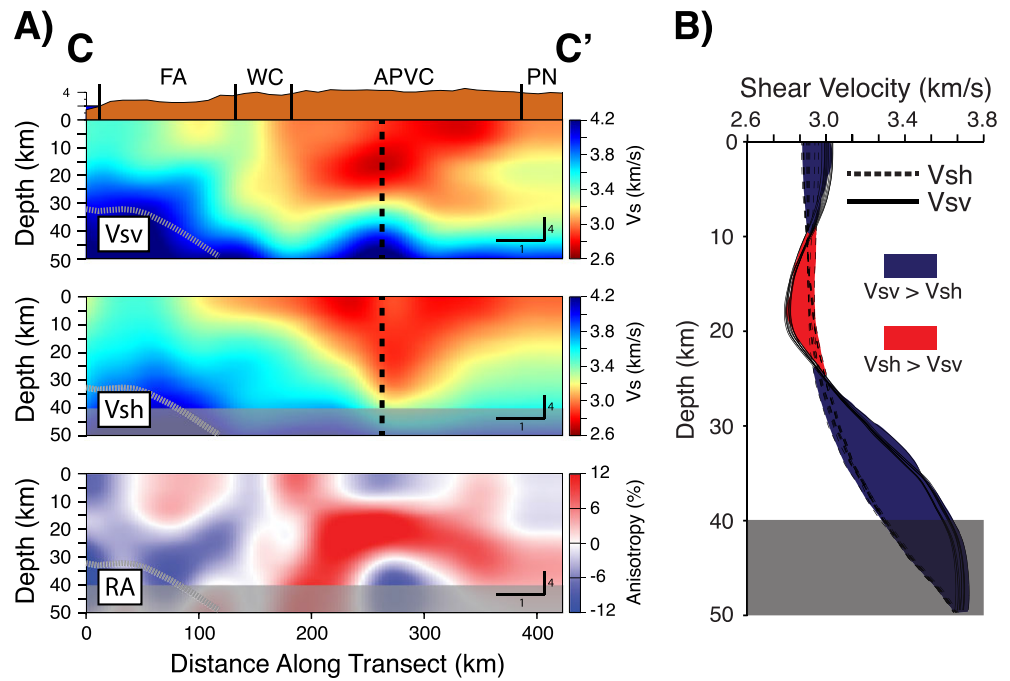 A)
C
C'
FA
WC
APVC
PN
4
2
0
10
20
30
40
50
Depth (km)
Vsv
1
4
4.2
3.8
3.4
3.0
2.6
Vs (km/s)
0
10
20
30
40
50
Depth (km)
Vsh
1
4
4.2
3.8
3.4
3.0
2.6
Vs (km/s)
0
10
20
30
40
50
Depth (km)
RA
1
4
12
6
0
-6
-12
Anisotropy (%)
0
100
200
300
400
Distance Along Transect (km)
B)
Shear Velocity (km/s)
2.6
3.0
3.4
3.8
0
10
20
30
40
50
Depth (km)
Vsh
Vsv
Vsv > Vsh
Vsh > Vsv